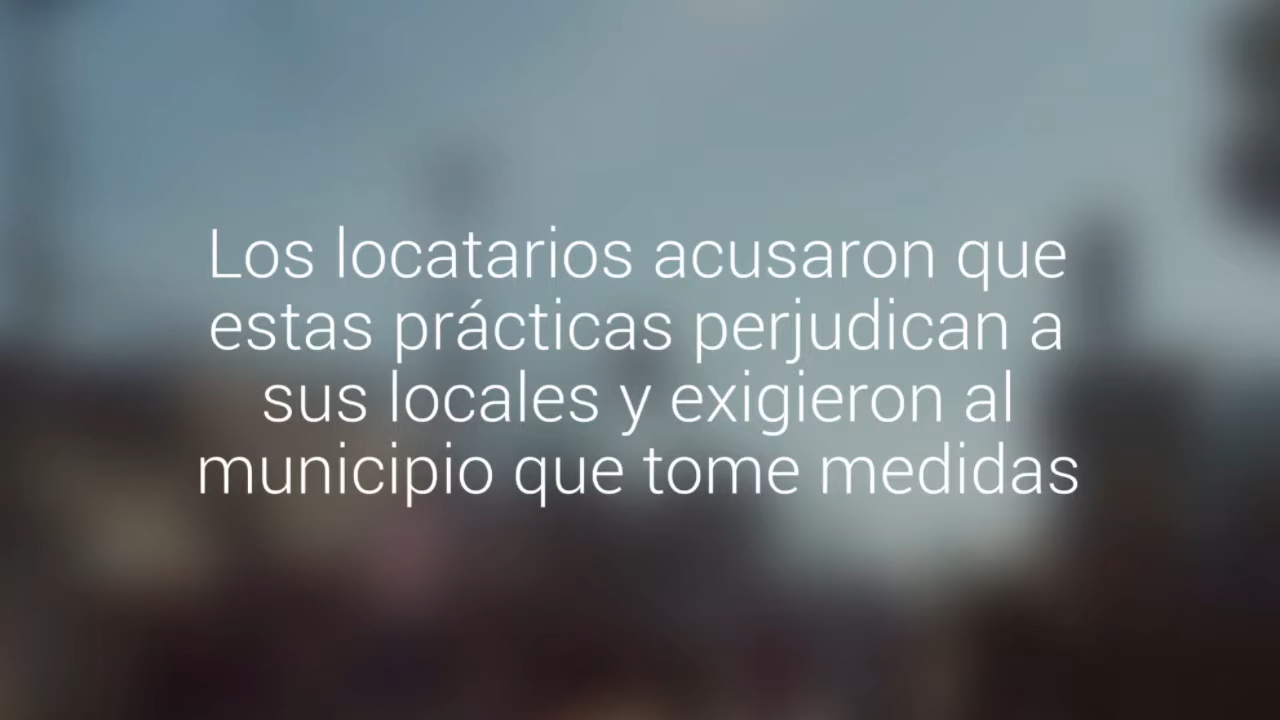 Los locatarios acusaron que
estas prácticas perjudican a
sus locales y exigieron al
municipio que tome medidas